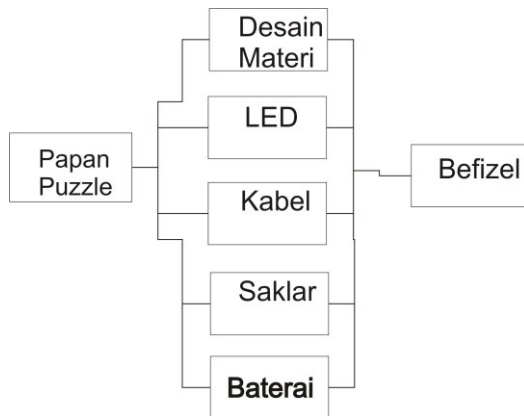 Desain
Materi
LED
Papan
Puzzle
Befizel
Kabel
Saklar
Baterai